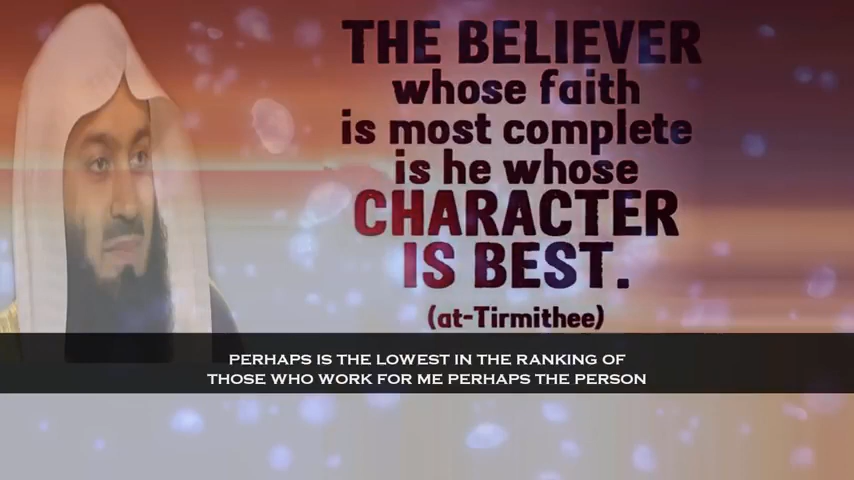 THE BELIEVER
whose faith
is most complete
is he whose
CHARACTER
IS BEST.
(at-Tirmithee)
PERHAPS IS THE LOWEST IN THE RANKING OF
THOSE WHO WORK FOR ME PERHAPS THE PERSON